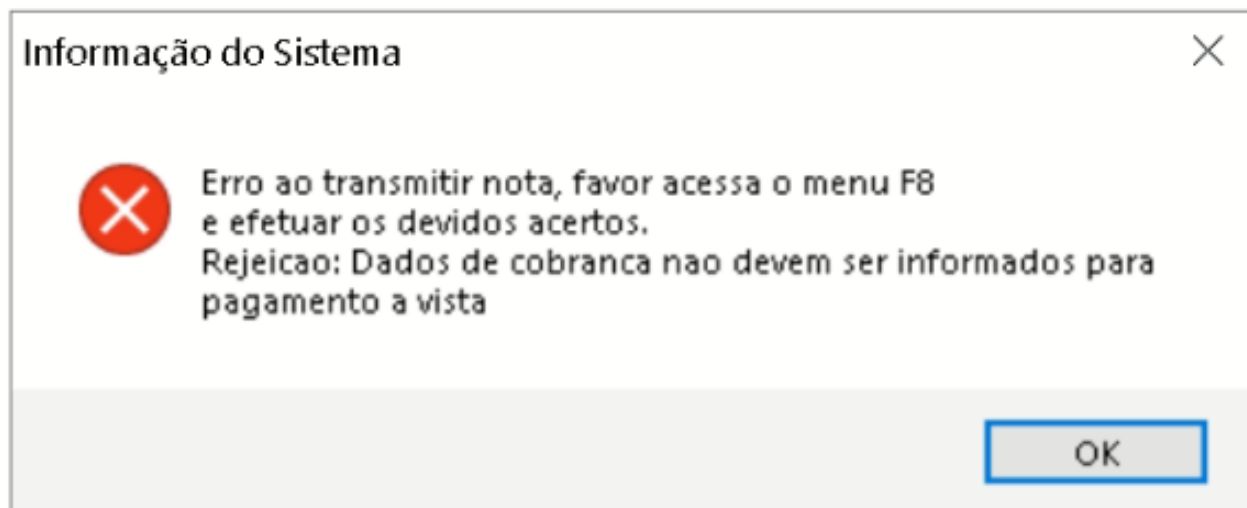 Informação do Sistema
Erro ao transmitir nota, favor acessa o menu F8
e efetuar os devidos acertos.
Rejeicao: Dados de cobranca nao devem ser informados para
pagamento a vista
OK